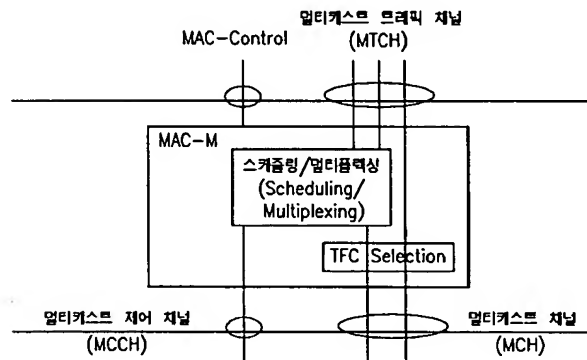 멀티캐스트 트래픽 채널
MAC-Control
(MTCH)
MAC-M
스케줄링/멀티플렉싱
(Scheduling/
Multiplexing)
TFC Selection
멀티캐스트 제어 채널
(MCCH)
멀티캐스트 채널
(MCH)